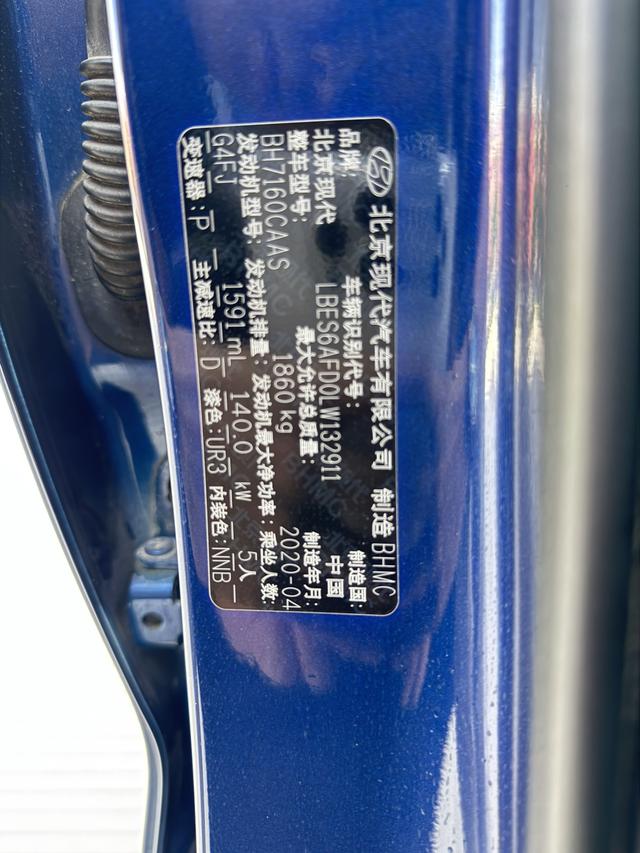 北京现代汽车有限公司 制造 BHMC
品牌: 车辆识别代号: 制造国:
北京现代 LBES6AFD0LW132911 中国
整车型号: 最大允许总质量: 制造年月:
BH7160CAAS 1860 kg 2020-04
发动机型号: 发动机排量: 发动机最大净功率: 乘坐人数:
G4FJ 1591 mL 140.0 kW 5人
变速器: P 主减速比: D 漆色: UR3 内装色: NNB